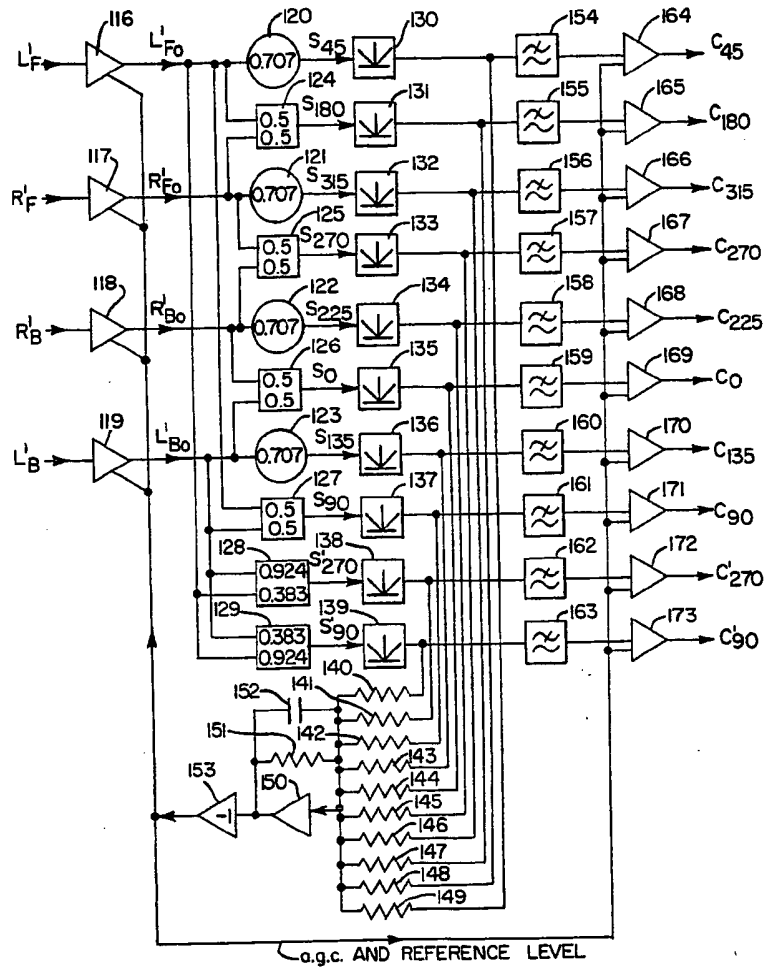 116 120 130 154 164
L'F L'Fo 0.707 S45 C45
124 131 155 165
0.5 S180 C180
0.5
117 121 132 156 166
R'F R'Fo 0.707 S315 C315
125 133 157 167
0.5 S270 C270
0.5
118 122 134 158 168
R'B R'Bo 0.707 S225 C225
126 135 159 169
0.5 S0 C0
0.5
119 123 136 160 170
L'B L'Bo 0.707 S135 C135
127 137 161 171
0.5 S90 C90
0.5
128 138 162 172
0.924 S'270 C'270
0.383
129 139 163 173
0.383 S'90 C'90
0.924
140
152 141
142
151 143
144
153 150 145
-1
146
147
148
149
a.g.c. AND REFERENCE LEVEL